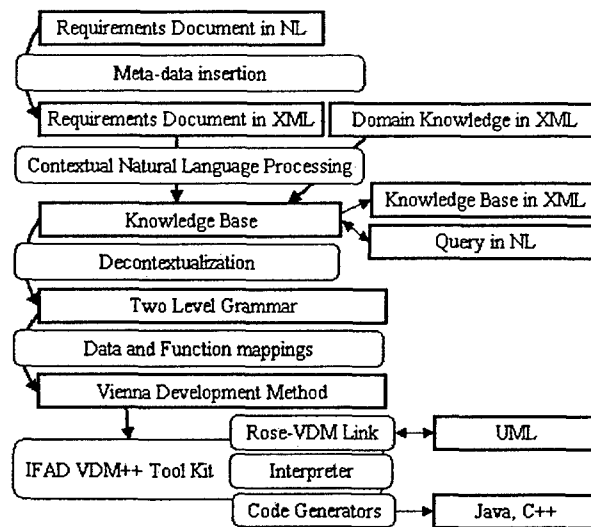 Requirements Document in NL
Meta-data insertion
Requirements Document in XML
Domain Knowledge in XML
Contextual Natural Language Processing
Knowledge Base in XML
Knowledge Base
Query in NL
Decontextualization
Two Level Grammar
Data and Function mappings
Vienna Development Method
Rose-VDM Link
UML
IFAD VDM++ Tool Kit
Interpreter
Code Generators
Java, C++